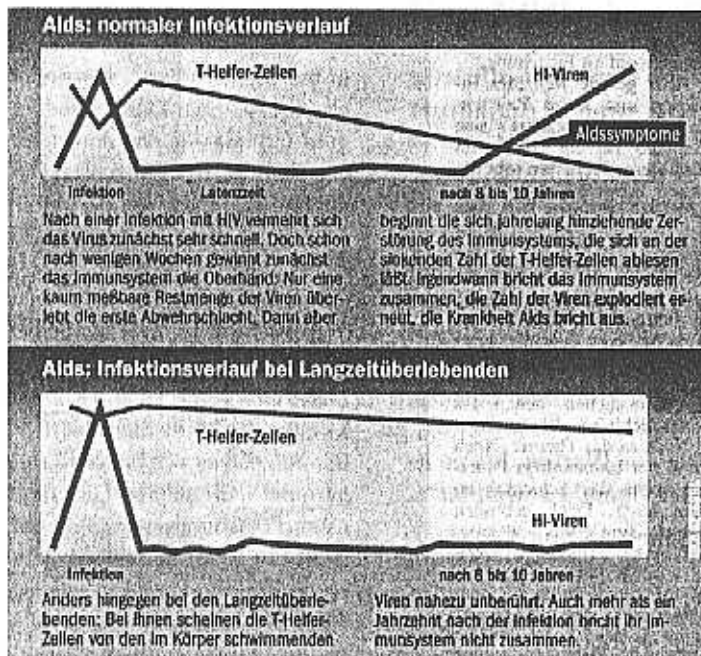 Aids: normaler Infektionsverlauf
T-Helfer-Zellen
HI-Viren
Aidssymptome
Infektion
Latenzzeit
nach 8 bis 10 Jahren
Nach einer Infektion mit HIV vermehrt sich
das Virus zunächst sehr schnell. Doch schon
nach wenigen Wochen gewinnt zunächst
das Immunsystem die Oberhand: Nur eine
kaum meßbare Restmenge der Viren über-
lebt die erste Abwehrschlacht. Dann aber
beginnt die sich jahrelang hinziehende Zer-
störung des Immunsystems, die sich an der
sinkenden Zahl der T-Helfer-Zellen ablesen
läßt. Irgendwann bricht das Immunsystem
zusammen, die Zahl der Viren explodiert er-
neut, die Krankheit Aids bricht aus.
Aids: Infektionsverlauf bei Langzeitüberlebenden
T-Helfer-Zellen
HI-Viren
Infektion
nach 8 bis 10 Jahren
Anders hingegen bei den Langzeitüberle-
benden: Bei ihnen scheinen die T-Helfer-
Zellen von den im Körper schwimmenden
Viren nahezu unberührt. Auch mehr als ein
Jahrzehnt nach der Infektion bricht ihr Im-
munsystem nicht zusammen.